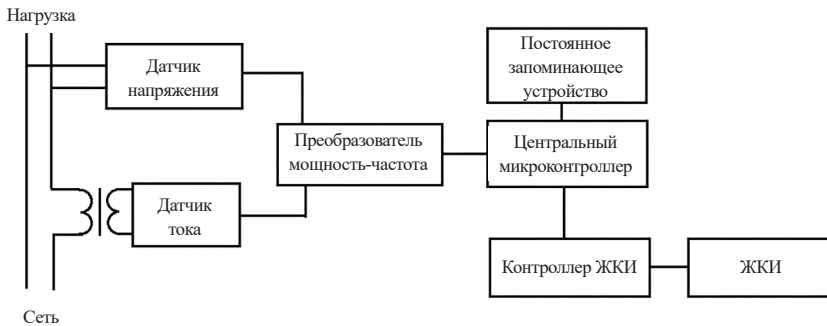 Нагрузка
Датчик
напряжения
Постоянное
запоминающее
устройство
Преобразователь
мощность-частота
Центральный
микроконтроллер
Датчик
тока
Контроллер ЖКИ
ЖКИ
Сеть